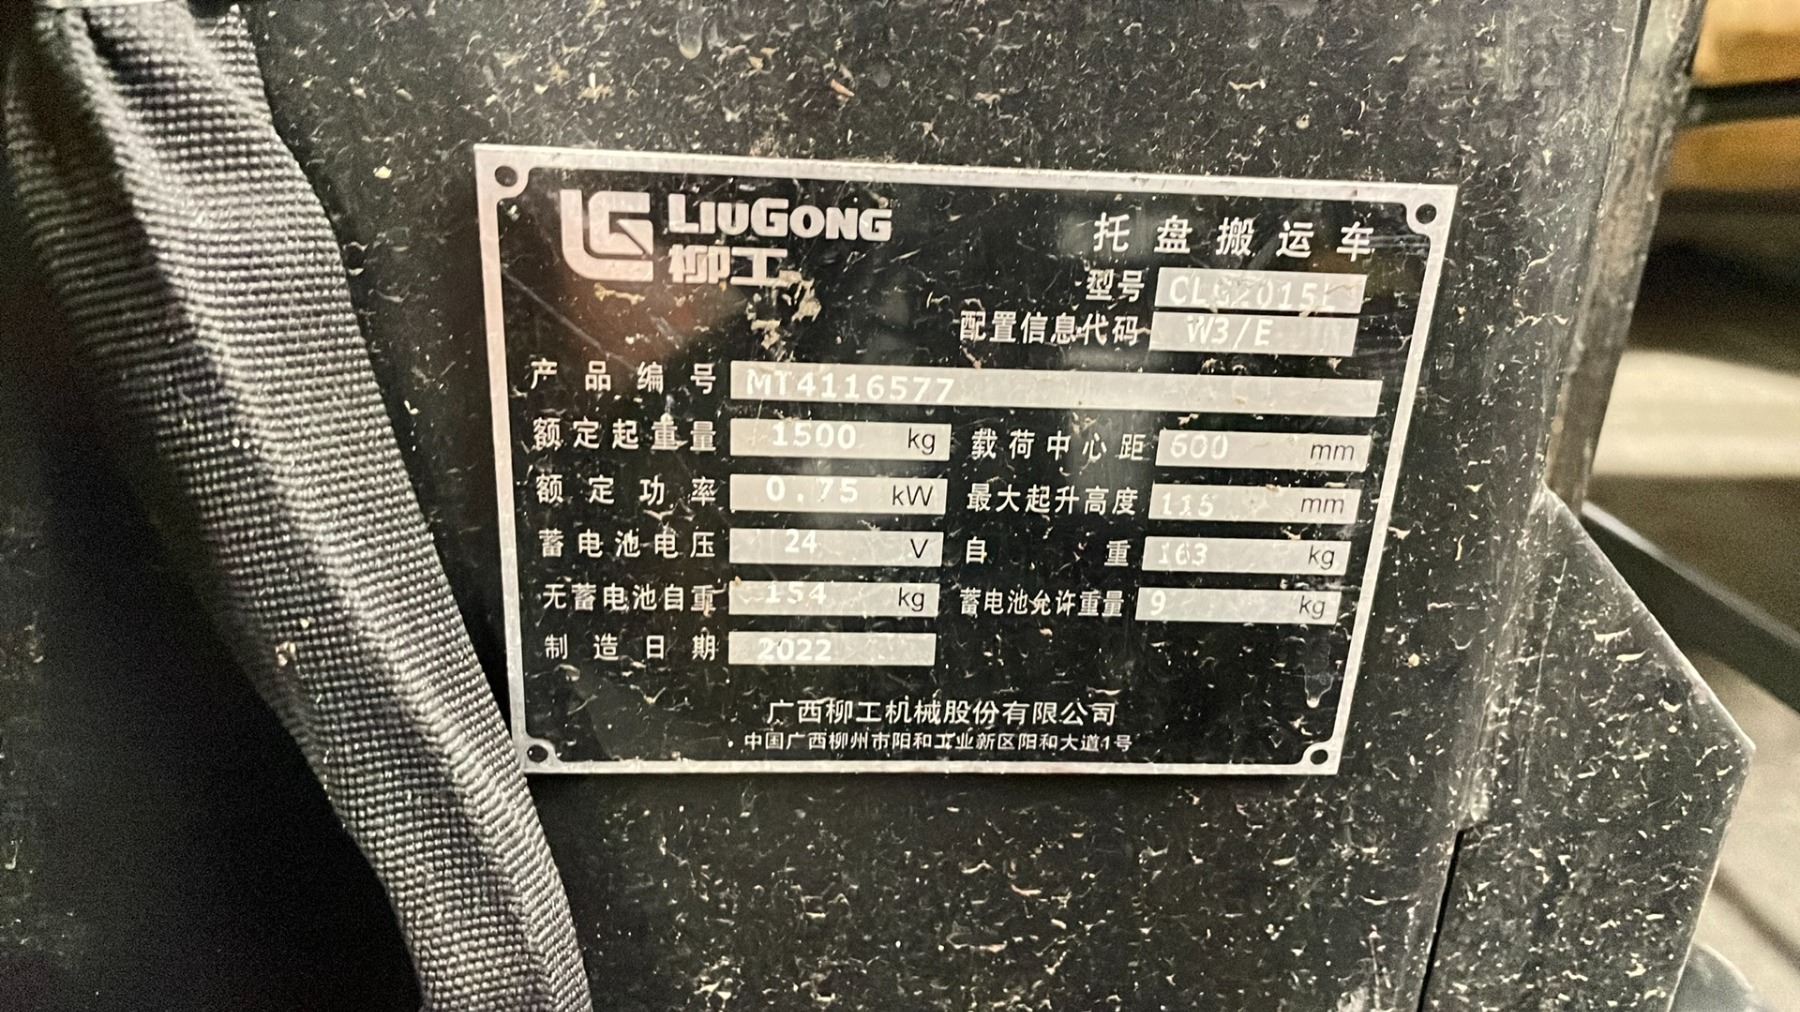 LIUGONG
柳工
托盘搬运车
型号 CLG2015L
配置信息代码 W3/E
产品编号 MT4116577
额定起重量 1500 kg 载荷中心距 600 mm
额定功率 0.75 kW 最大起升高度 115 mm
蓄电池电压 24 V 自重 163 kg
无蓄电池自重 154 kg 蓄电池允许重量 9 kg
制造日期 2022
广西柳工机械股份有限公司
中国广西柳州市阳和工业新区阳和大道1号